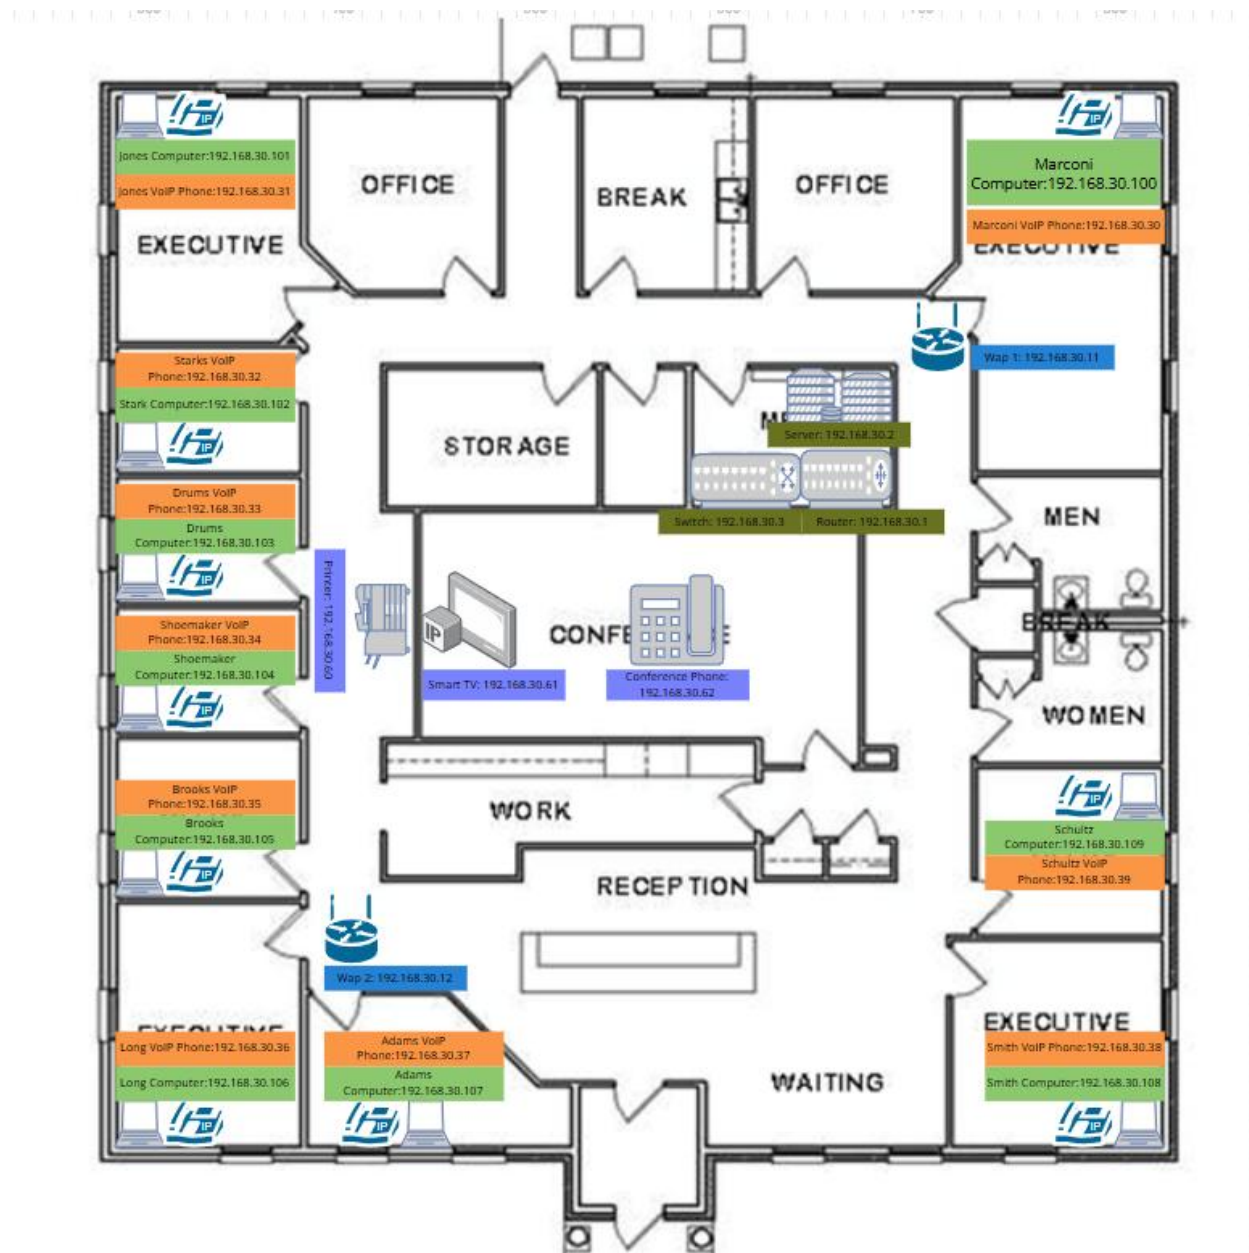 Jones Computer:192.168.30.101
Jones VoIP Phone:192.168.30.31
EXECUTIVE
OFFICE
BREAK
OFFICE
Marconi
Computer:192.168.30.100
Marconi VoIP Phone:192.168.30.30
EXECUTIVE
Wap 1: 192.168.30.11
Starks VoIP
Phone:192.168.30.32
Stark Computer:192.168.30.102
STORAGE
Server: 192.168.30.2
Switch: 192.168.30.3
Router: 192.168.30.1
Drums VoIP
Phone:192.168.30.33
Drums
Computer:192.168.30.103
MEN
Printer: 192.168.30.60
IP
Smart TV: 192.168.30.61
Conference Phone:
192.168.30.62
BREAK
Shoemaker VoIP
Phone:192.168.30.34
Shoemaker
Computer:192.168.30.104
WOMEN
Brooks VoIP
Phone:192.168.30.35
Brooks
Computer:192.168.30.105
WORK
RECEPTION
Schultz
Computer:192.168.30.109
Schultz VoIP
Phone:192.168.30.39
Wap 2: 192.168.30.12
EXECUTIVE
Long VoIP Phone:192.168.30.36
Long Computer:192.168.30.106
Adams VoIP
Phone:192.168.30.37
Adams
Computer:192.168.30.107
WAITING
EXECUTIVE
Smith VoIP Phone:192.168.30.38
Smith Computer:192.168.30.108